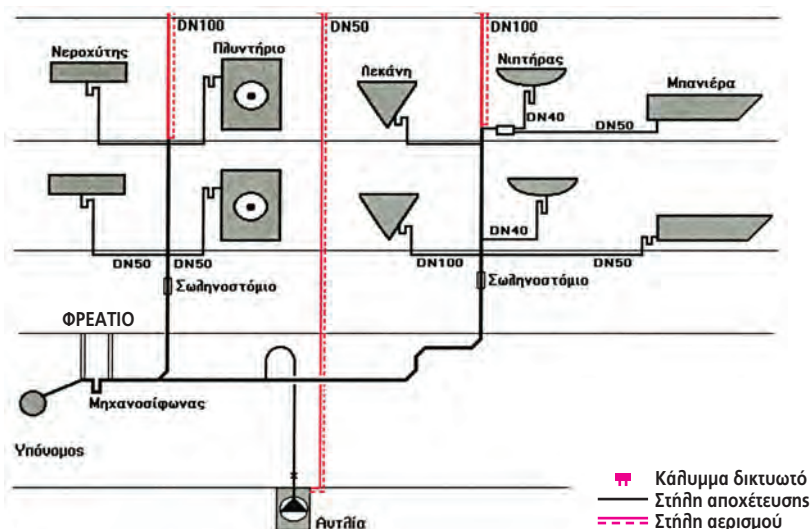 DN100
DN50
DN100
Νεροχύτης
Πλυντήριο
Λεκάνη
Νιπτήρας
Μπανιέρα
DN40
DN50
DN50
DN50
DN100
DN40
DN50
Σωληνοστόμιο
Σωληνοστόμιο
ΦΡΕΑΤΙΟ
Μηχανοσίφωνας
Υπόνομος
Αντλία
Κάλυμμα δικτυωτό
Στήλη αποχέτευσης
Στήλη αερισμού